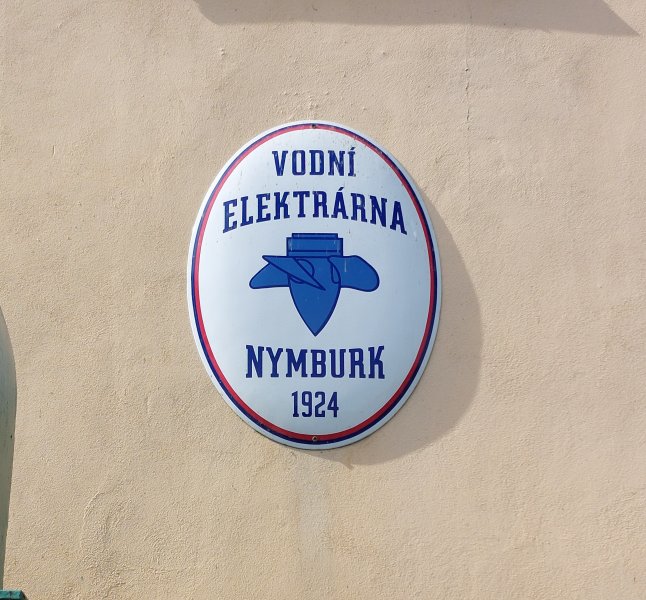 VODNÍ
ELEKTRÁRNA
NYMBURK
1924